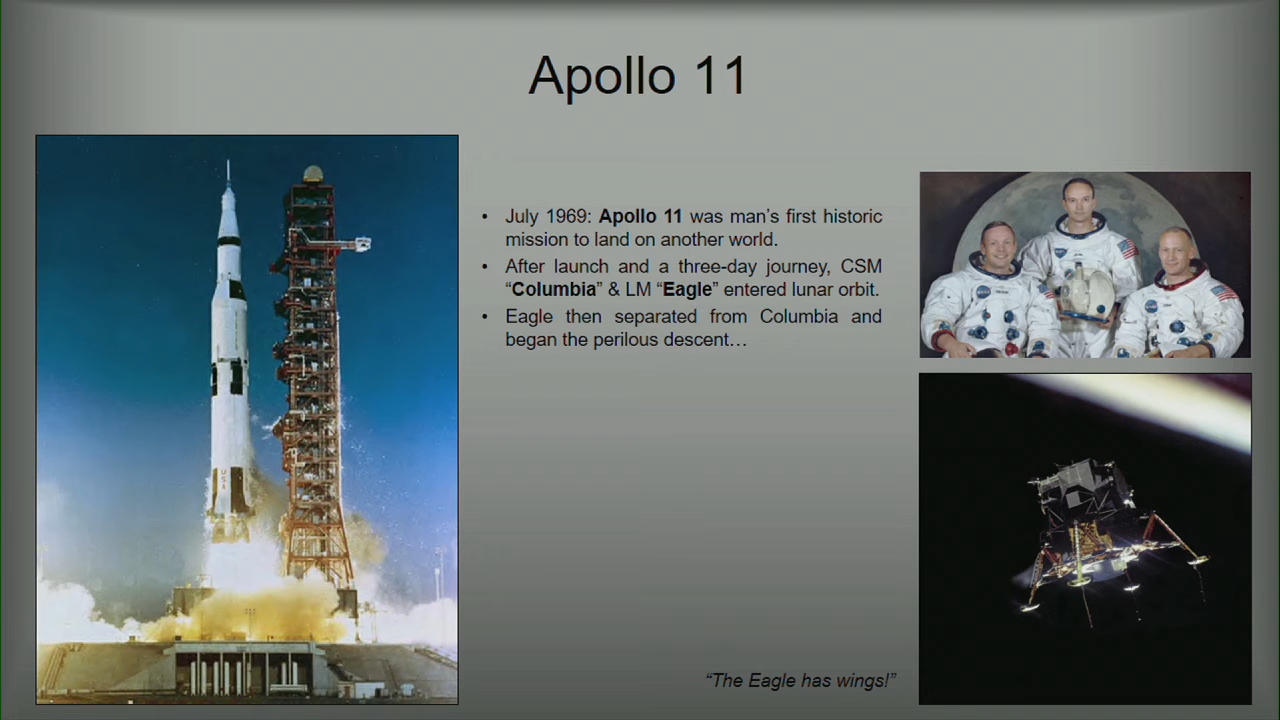 Apollo 11
• July 1969: Apollo 11 was man’s first historic
mission to land on another world.
• After launch and a three-day journey, CSM
“Columbia” & LM “Eagle” entered lunar orbit.
• Eagle then separated from Columbia and
began the perilous descent…
“The Eagle has wings!”
USA